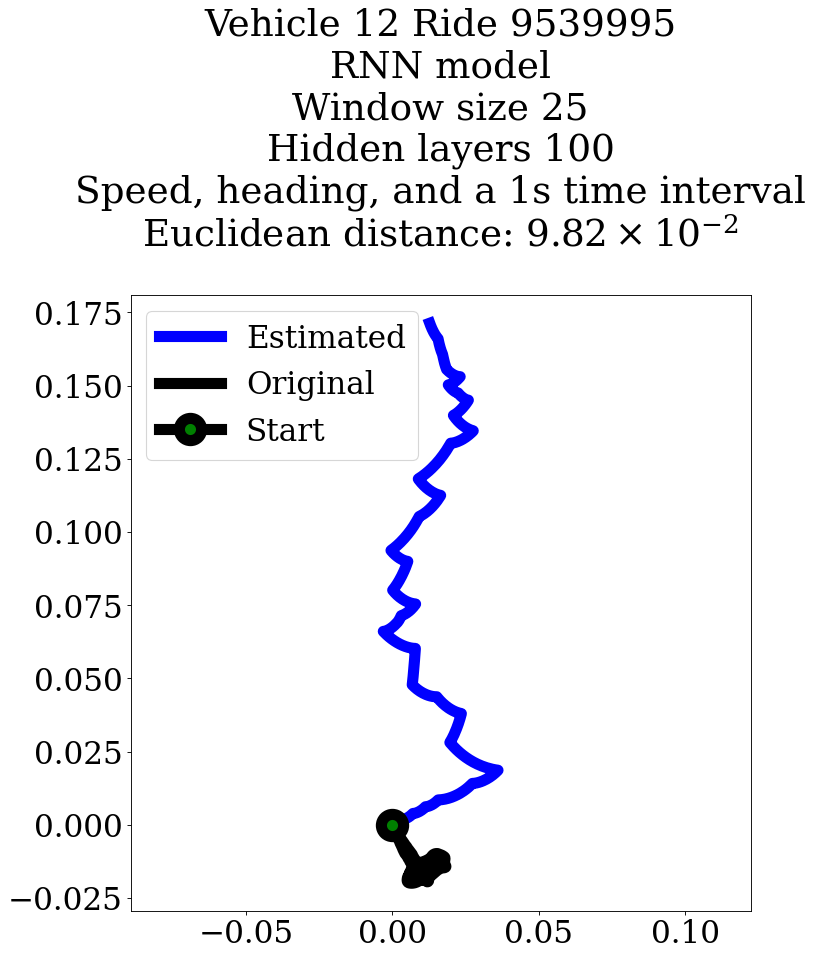 Vehicle 12 Ride 9539995
RNN model
Window size 25
Hidden layers 100
Speed, heading, and a 1s time interval
Euclidean distance: 9.82 × 10⁻²
Estimated
Original
Start
0.175
0.150
0.125
0.100
0.075
0.050
0.025
0.000
−0.025
−0.05 0.00 0.05 0.10